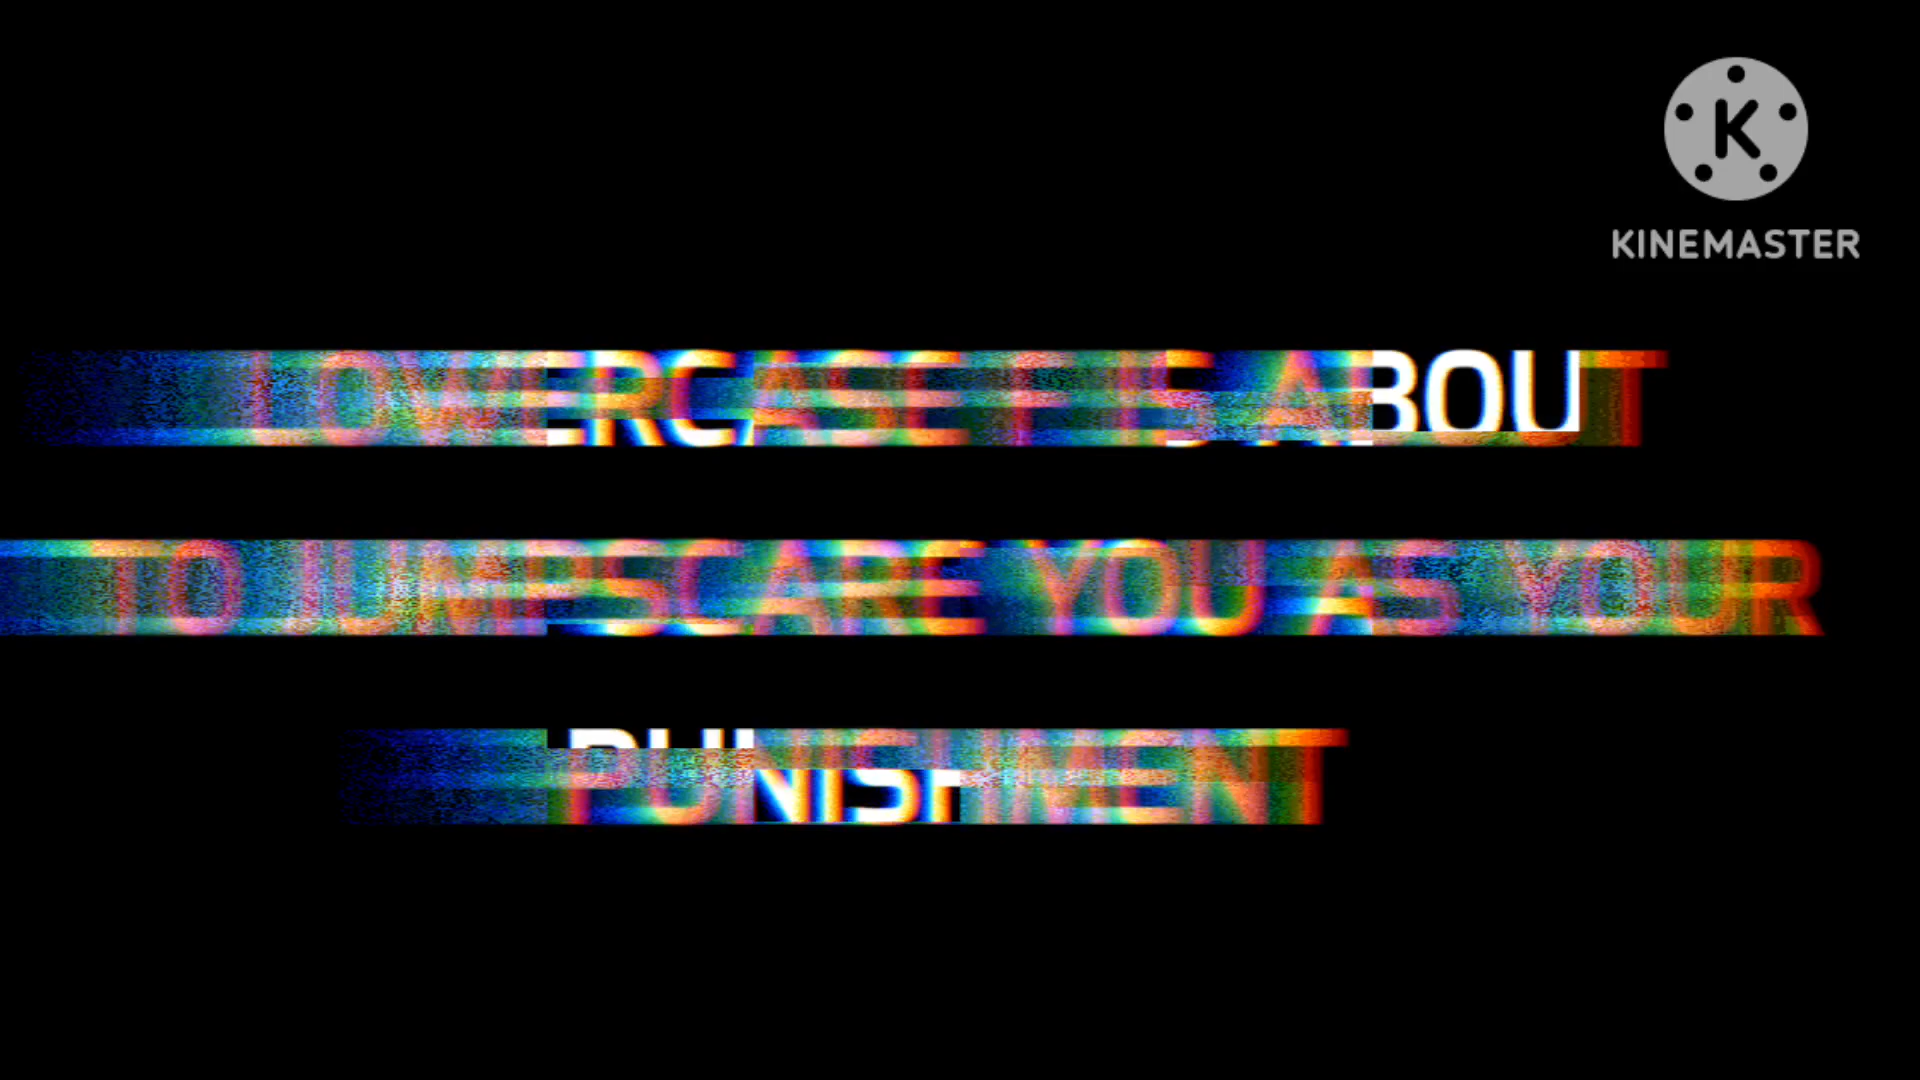 K
KINEMASTER
LOWERCASE F IS ABOUT
TO JUMPSCARE YOU AS YOUR
PUNISHMENT